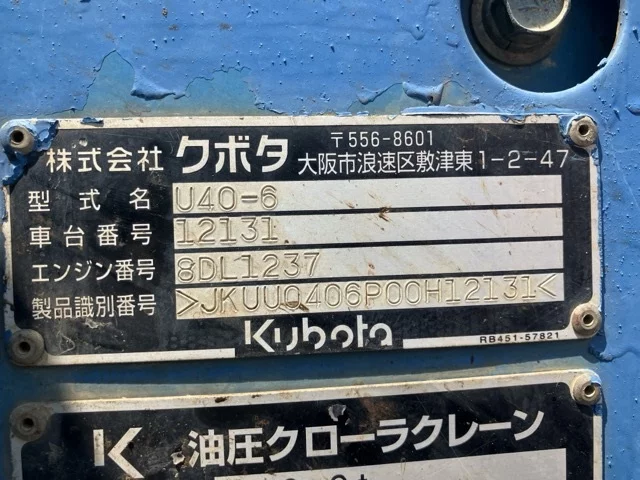 株式会社 クボタ 〒556-8601
大阪市浪速区敷津東1-2-47
型式名 U40-6
車台番号 12131
エンジン番号 8DL1237
製品識別番号 >JKUU0406P00H12131<
Kubota
RB451-57821
K 油圧クローラクレーン